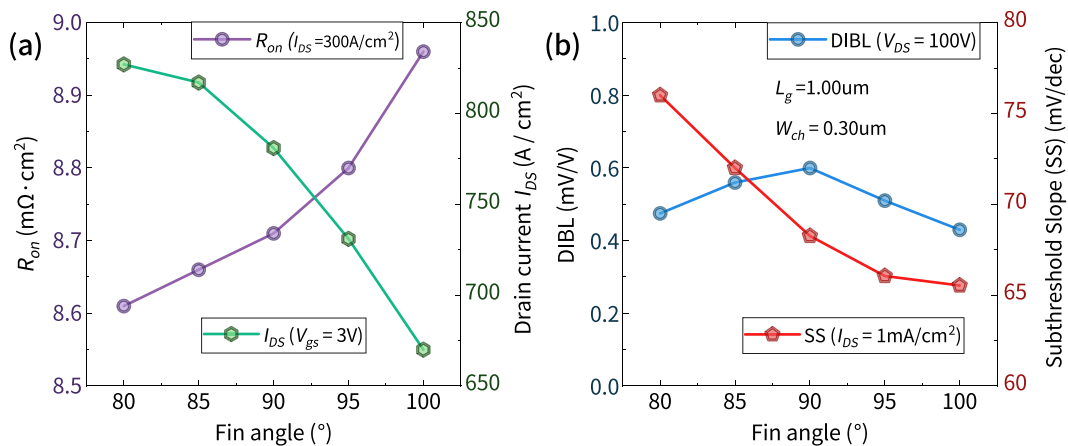 (a)
R_on (I_DS =300A/cm²)
I_DS (V_gs = 3V)
9.0
8.9
8.8
8.7
8.6
8.5
R_on (mΩ·cm²)
850
800
750
700
650
Drain current I_DS (A / cm²)
80 85 90 95 100
Fin angle (°)
(b)
DIBL (V_DS = 100V)
L_g =1.00um
W_ch = 0.30um
SS (I_DS = 1mA/cm²)
1.0
0.8
0.6
0.4
0.2
0.0
DIBL (mV/V)
80
75
70
65
60
Subthreshold Slope (SS) (mV/dec)
80 85 90 95 100
Fin angle (°)